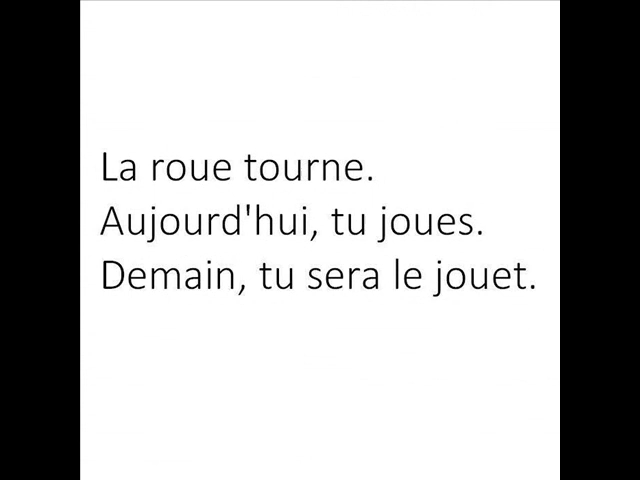 La roue tourne.
Aujourd'hui, tu joues.
Demain, tu sera le jouet.